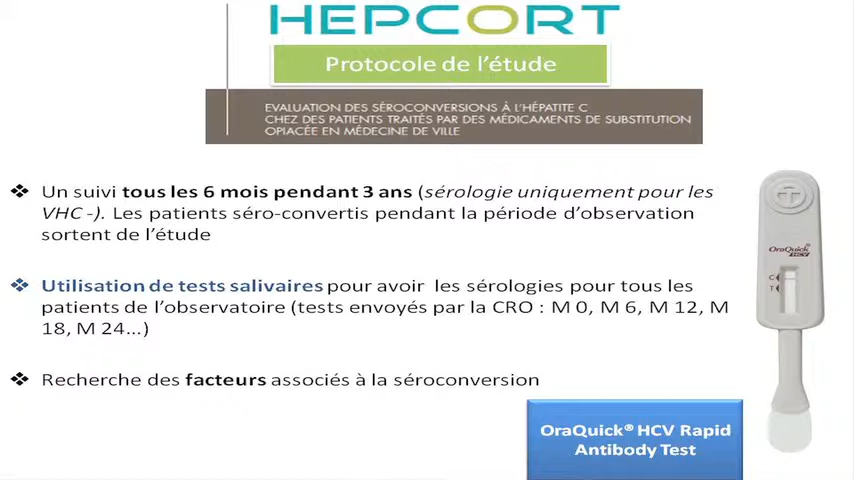 HEPCORT
Protocole de l'étude
EVALUATION DES SÉROCONVERSIONS À L'HÉPATITE C
CHEZ DES PATIENTS TRAITÉS PAR DES MÉDICAMENTS DE SUBSTITUTION
OPIACÉE EN MÉDECINE DE VILLE
❖ Un suivi tous les 6 mois pendant 3 ans (sérologie uniquement pour les
VHC -). Les patients séro-convertis pendant la période d'observation
sortent de l'étude
❖ Utilisation de tests salivaires pour avoir les sérologies pour tous les
patients de l'observatoire (tests envoyés par la CRO : M 0, M 6, M 12, M
18, M 24...)
❖ Recherche des facteurs associés à la séroconversion
OraQuick
HCV
C
T
OraQuick® HCV Rapid
Antibody Test